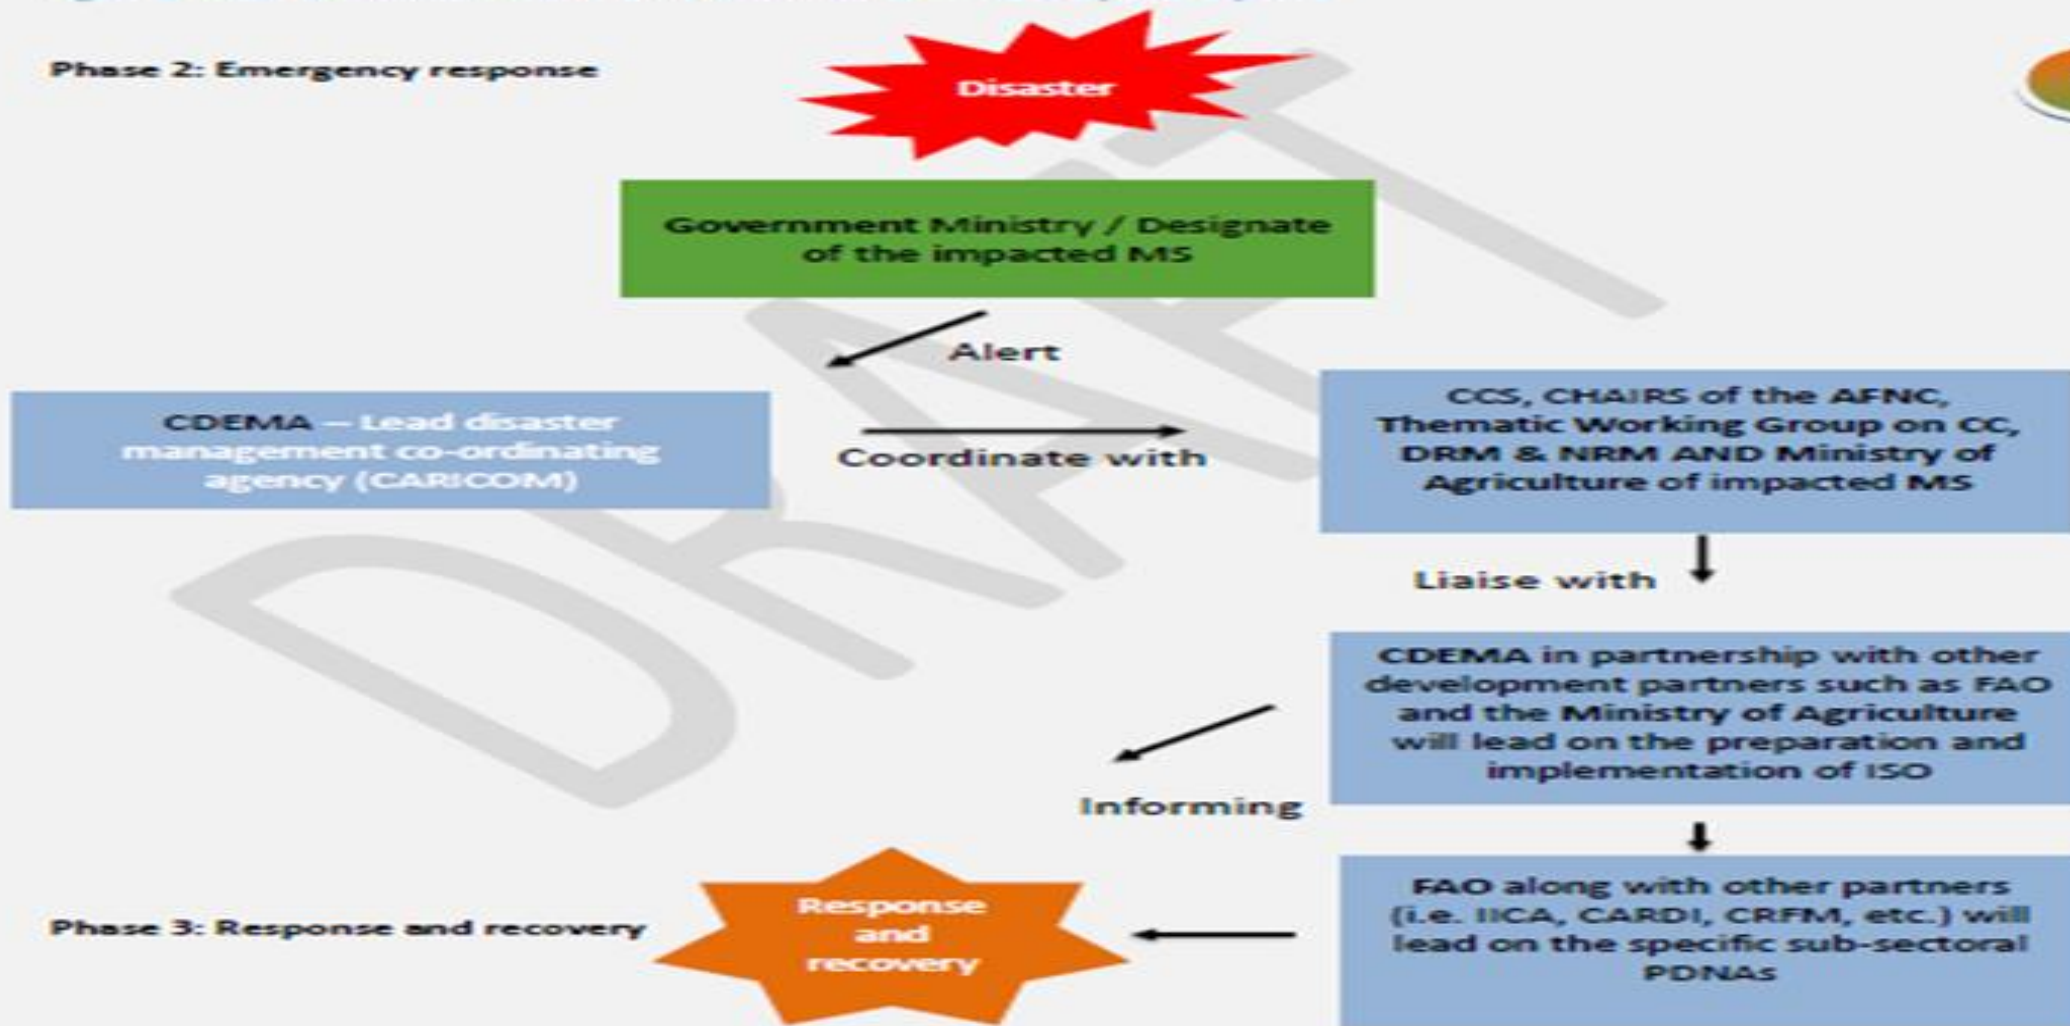 Phase 2: Emergency response
Disaster
Government Ministry / Designate
of the impacted MS
Alert
CDEMA – Lead disaster
management co-ordinating
agency (CARICOM)
Coordinate with
CCS, CHAIRS of the AFNC,
Thematic Working Group on CC,
DRM & NRM AND Ministry of
Agriculture of impacted MS
Liaise with
CDEMA in partnership with other
development partners such as FAO
and the Ministry of Agriculture
will lead on the preparation and
implementation of ISO
Informing
FAO along with other partners
(i.e. IICA, CARDI, CRFM, etc.) will
lead on the specific sub-sectoral
PDNAs
Phase 3: Response and recovery
Response
and
recovery
DRAFT